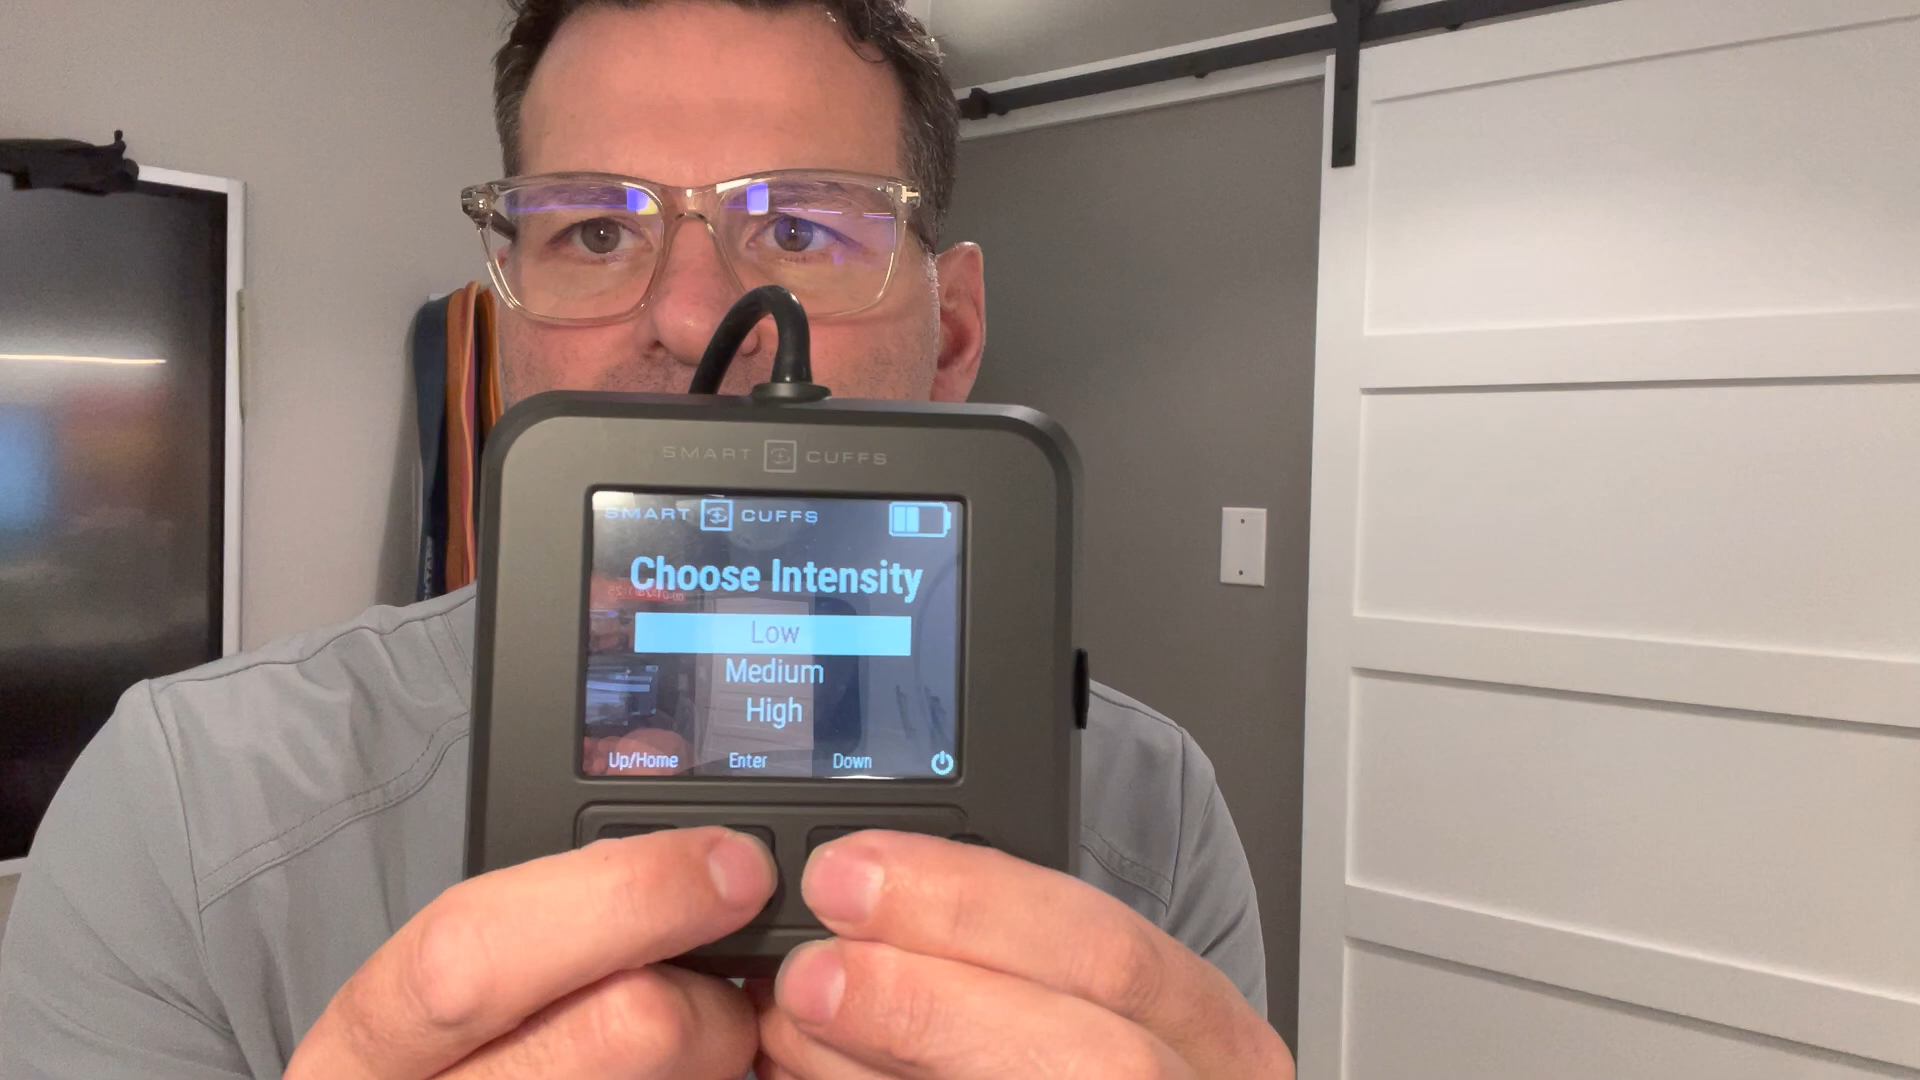 SMART CUFFS
SMART CUFFS
Choose Intensity
Low
Medium
High
Up/Home Enter Down